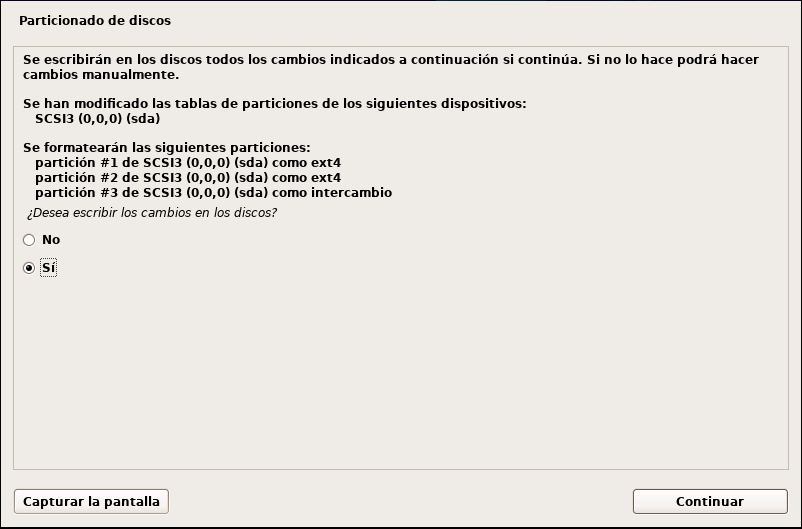 Particionado de discos
Se escribirán en los discos todos los cambios indicados a continuación si continúa. Si no lo hace podrá hacer
cambios manualmente.
Se han modificado las tablas de particiones de los siguientes dispositivos:
SCSI3 (0,0,0) (sda)
Se formatearán las siguientes particiones:
partición #1 de SCSI3 (0,0,0) (sda) como ext4
partición #2 de SCSI3 (0,0,0) (sda) como ext4
partición #3 de SCSI3 (0,0,0) (sda) como intercambio
¿Desea escribir los cambios en los discos?
No
Sí
Capturar la pantalla
Continuar